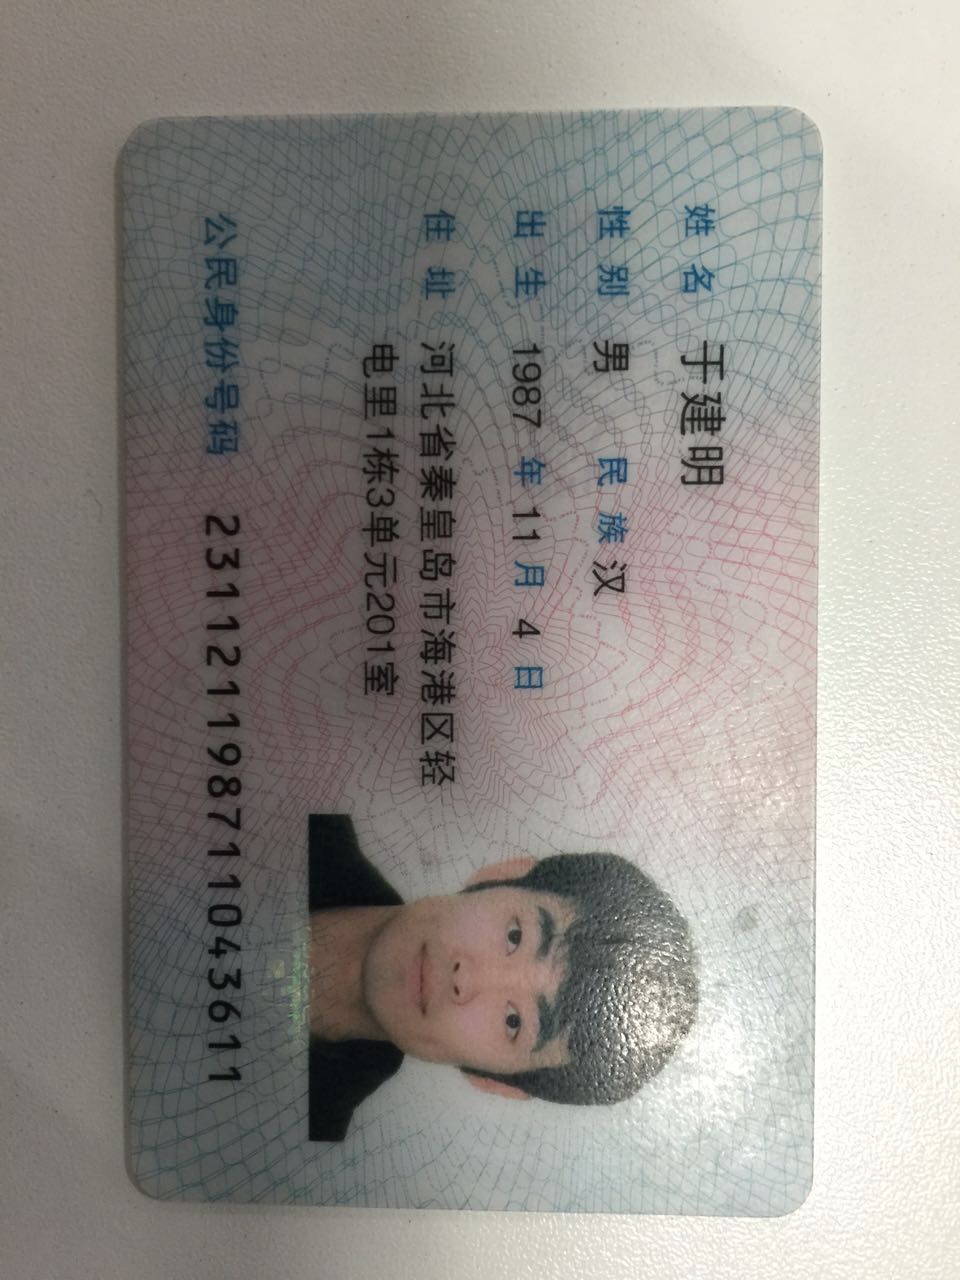 姓名 于建明
性别 男 民族 汉
出生 1987 年 11 月 4 日
住址 河北省秦皇岛市海港区轻
电里1栋3单元201室
公民身份号码 231121198711043611